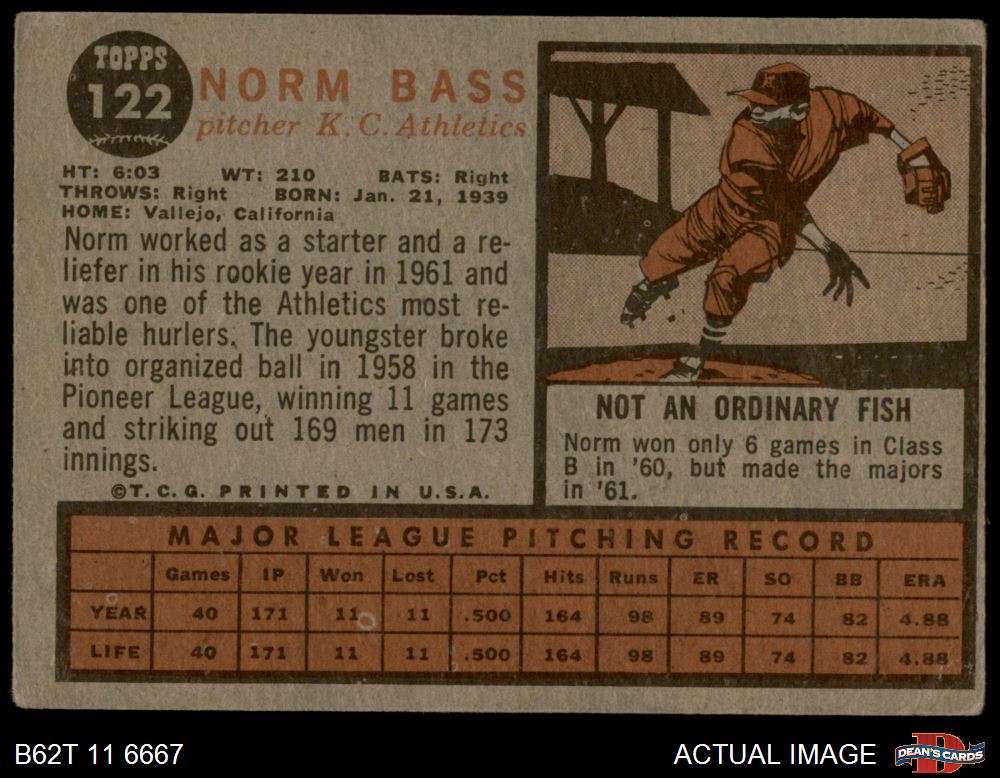 TOPPS
122
NORM BASS
pitcher K. C. Athletics
HT: 6:03 WT: 210 BATS: Right
THROWS: Right BORN: Jan. 21, 1939
HOME: Vallejo, California
Norm worked as a starter and a re-
liefer in his rookie year in 1961 and
was one of the Athletics most re-
liable hurlers. The youngster broke
into organized ball in 1958 in the
Pioneer League, winning 11 games
and striking out 169 men in 173
innings.
©T.C.G. PRINTED IN U.S.A.
NOT AN ORDINARY FISH
Norm won only 6 games in Class
B in '60, but made the majors
in '61.
MAJOR LEAGUE PITCHING RECORD
Games IP Won Lost Pct Hits Runs ER SO BB ERA
YEAR 40 171 11 11 .500 164 98 89 74 82 4.88
LIFE 40 171 11 11 .500 164 98 89 74 82 4.88
B62T 11 6667
ACTUAL IMAGE
DEAN'S CARDS